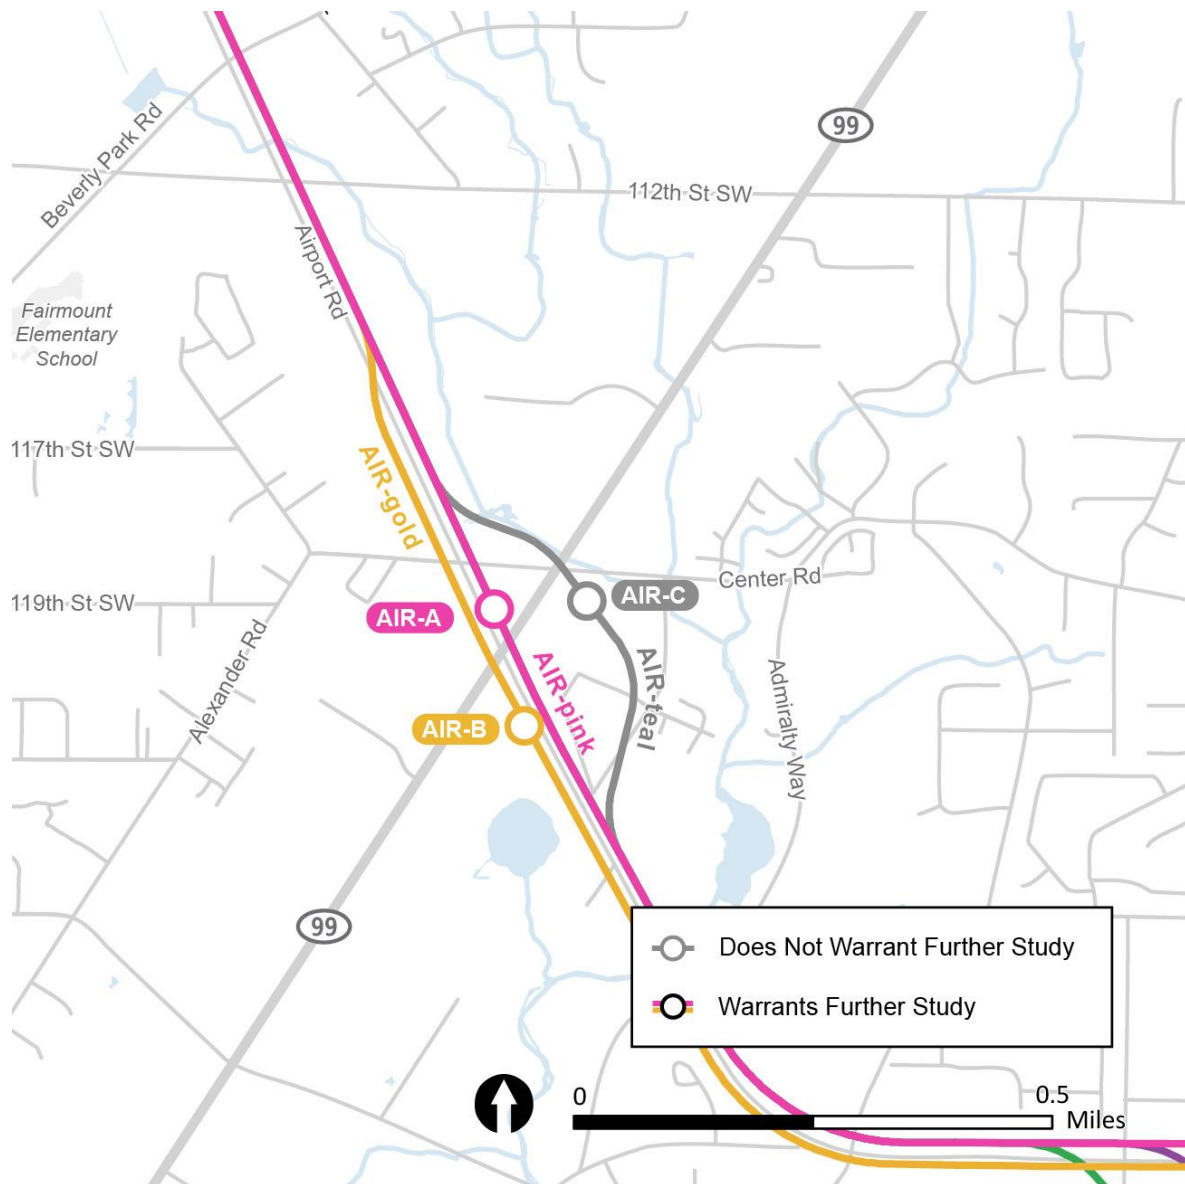 Beverly Park Rd
99
112th St SW
Airport Rd
Fairmount
Elementary
School
117th St SW
AIR-gold
Center Rd
AIR-C
119th St SW
AIR-A
Alexander Rd
AIR-pink
AIR-teal
Admiralty Way
AIR-B
99
Does Not Warrant Further Study
Warrants Further Study
0
0.5
Miles